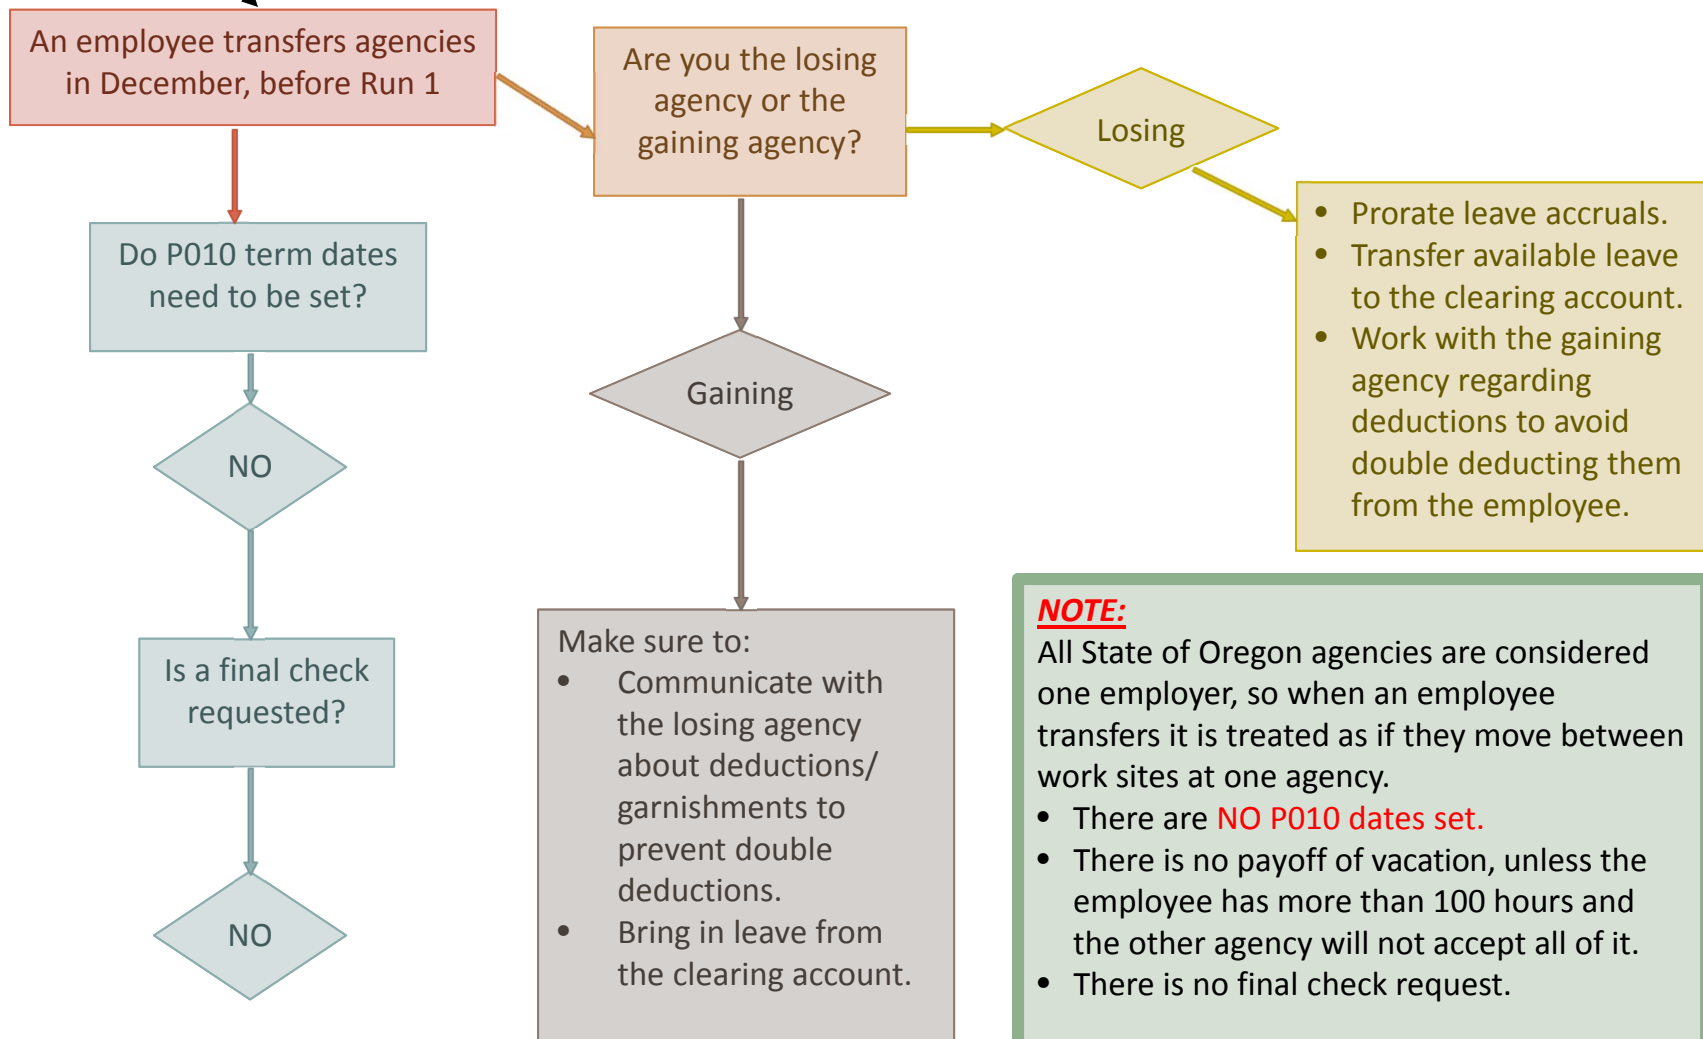 An employee transfers agencies
in December, before Run 1
Are you the losing
agency or the
gaining agency?
Losing
• Prorate leave accruals.
• Transfer available leave
to the clearing account.
• Work with the gaining
agency regarding
deductions to avoid
double deducting them
from the employee.
Do P010 term dates
need to be set?
NO
Is a final check
requested?
NO
Gaining
Make sure to:
• Communicate with
the losing agency
about deductions/
garnishments to
prevent double
deductions.
• Bring in leave from
the clearing account.
NOTE:
All State of Oregon agencies are considered
one employer, so when an employee
transfers it is treated as if they move between
work sites at one agency.
• There are NO P010 dates set.
• There is no payoff of vacation, unless the
employee has more than 100 hours and
the other agency will not accept all of it.
• There is no final check request.